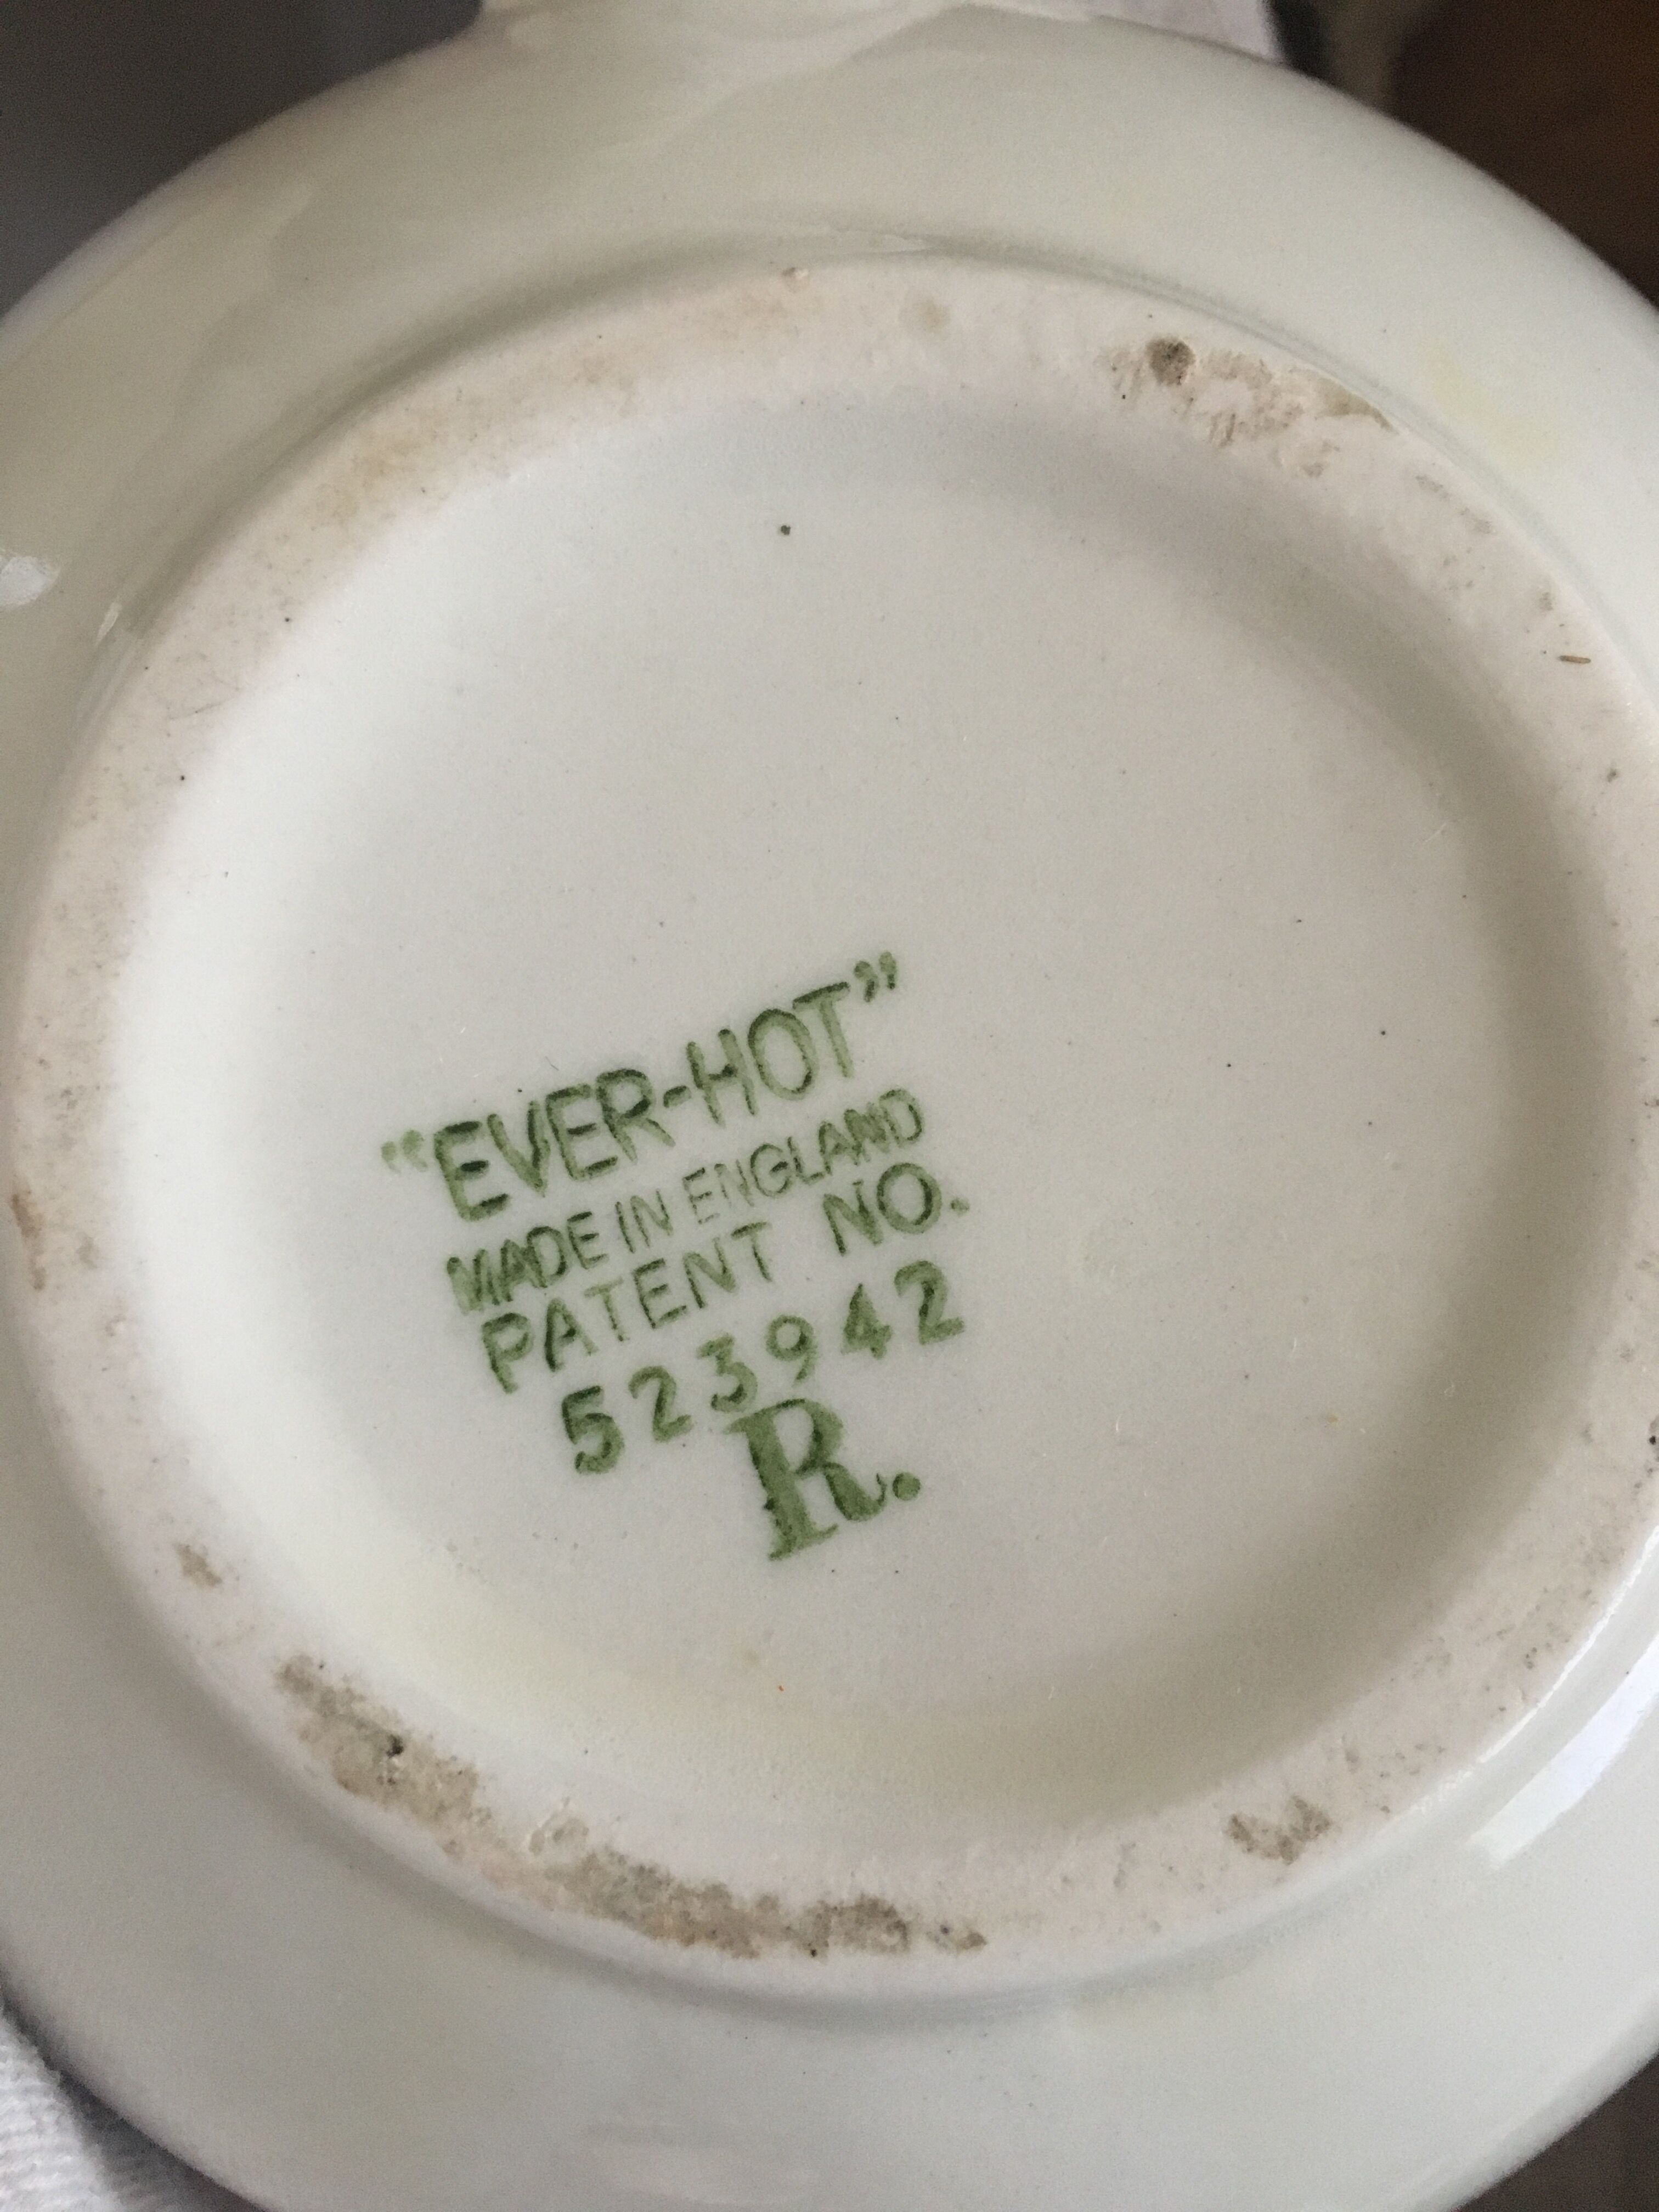 “EVER-HOT”
MADE IN ENGLAND
PATENT NO.
523942
R.